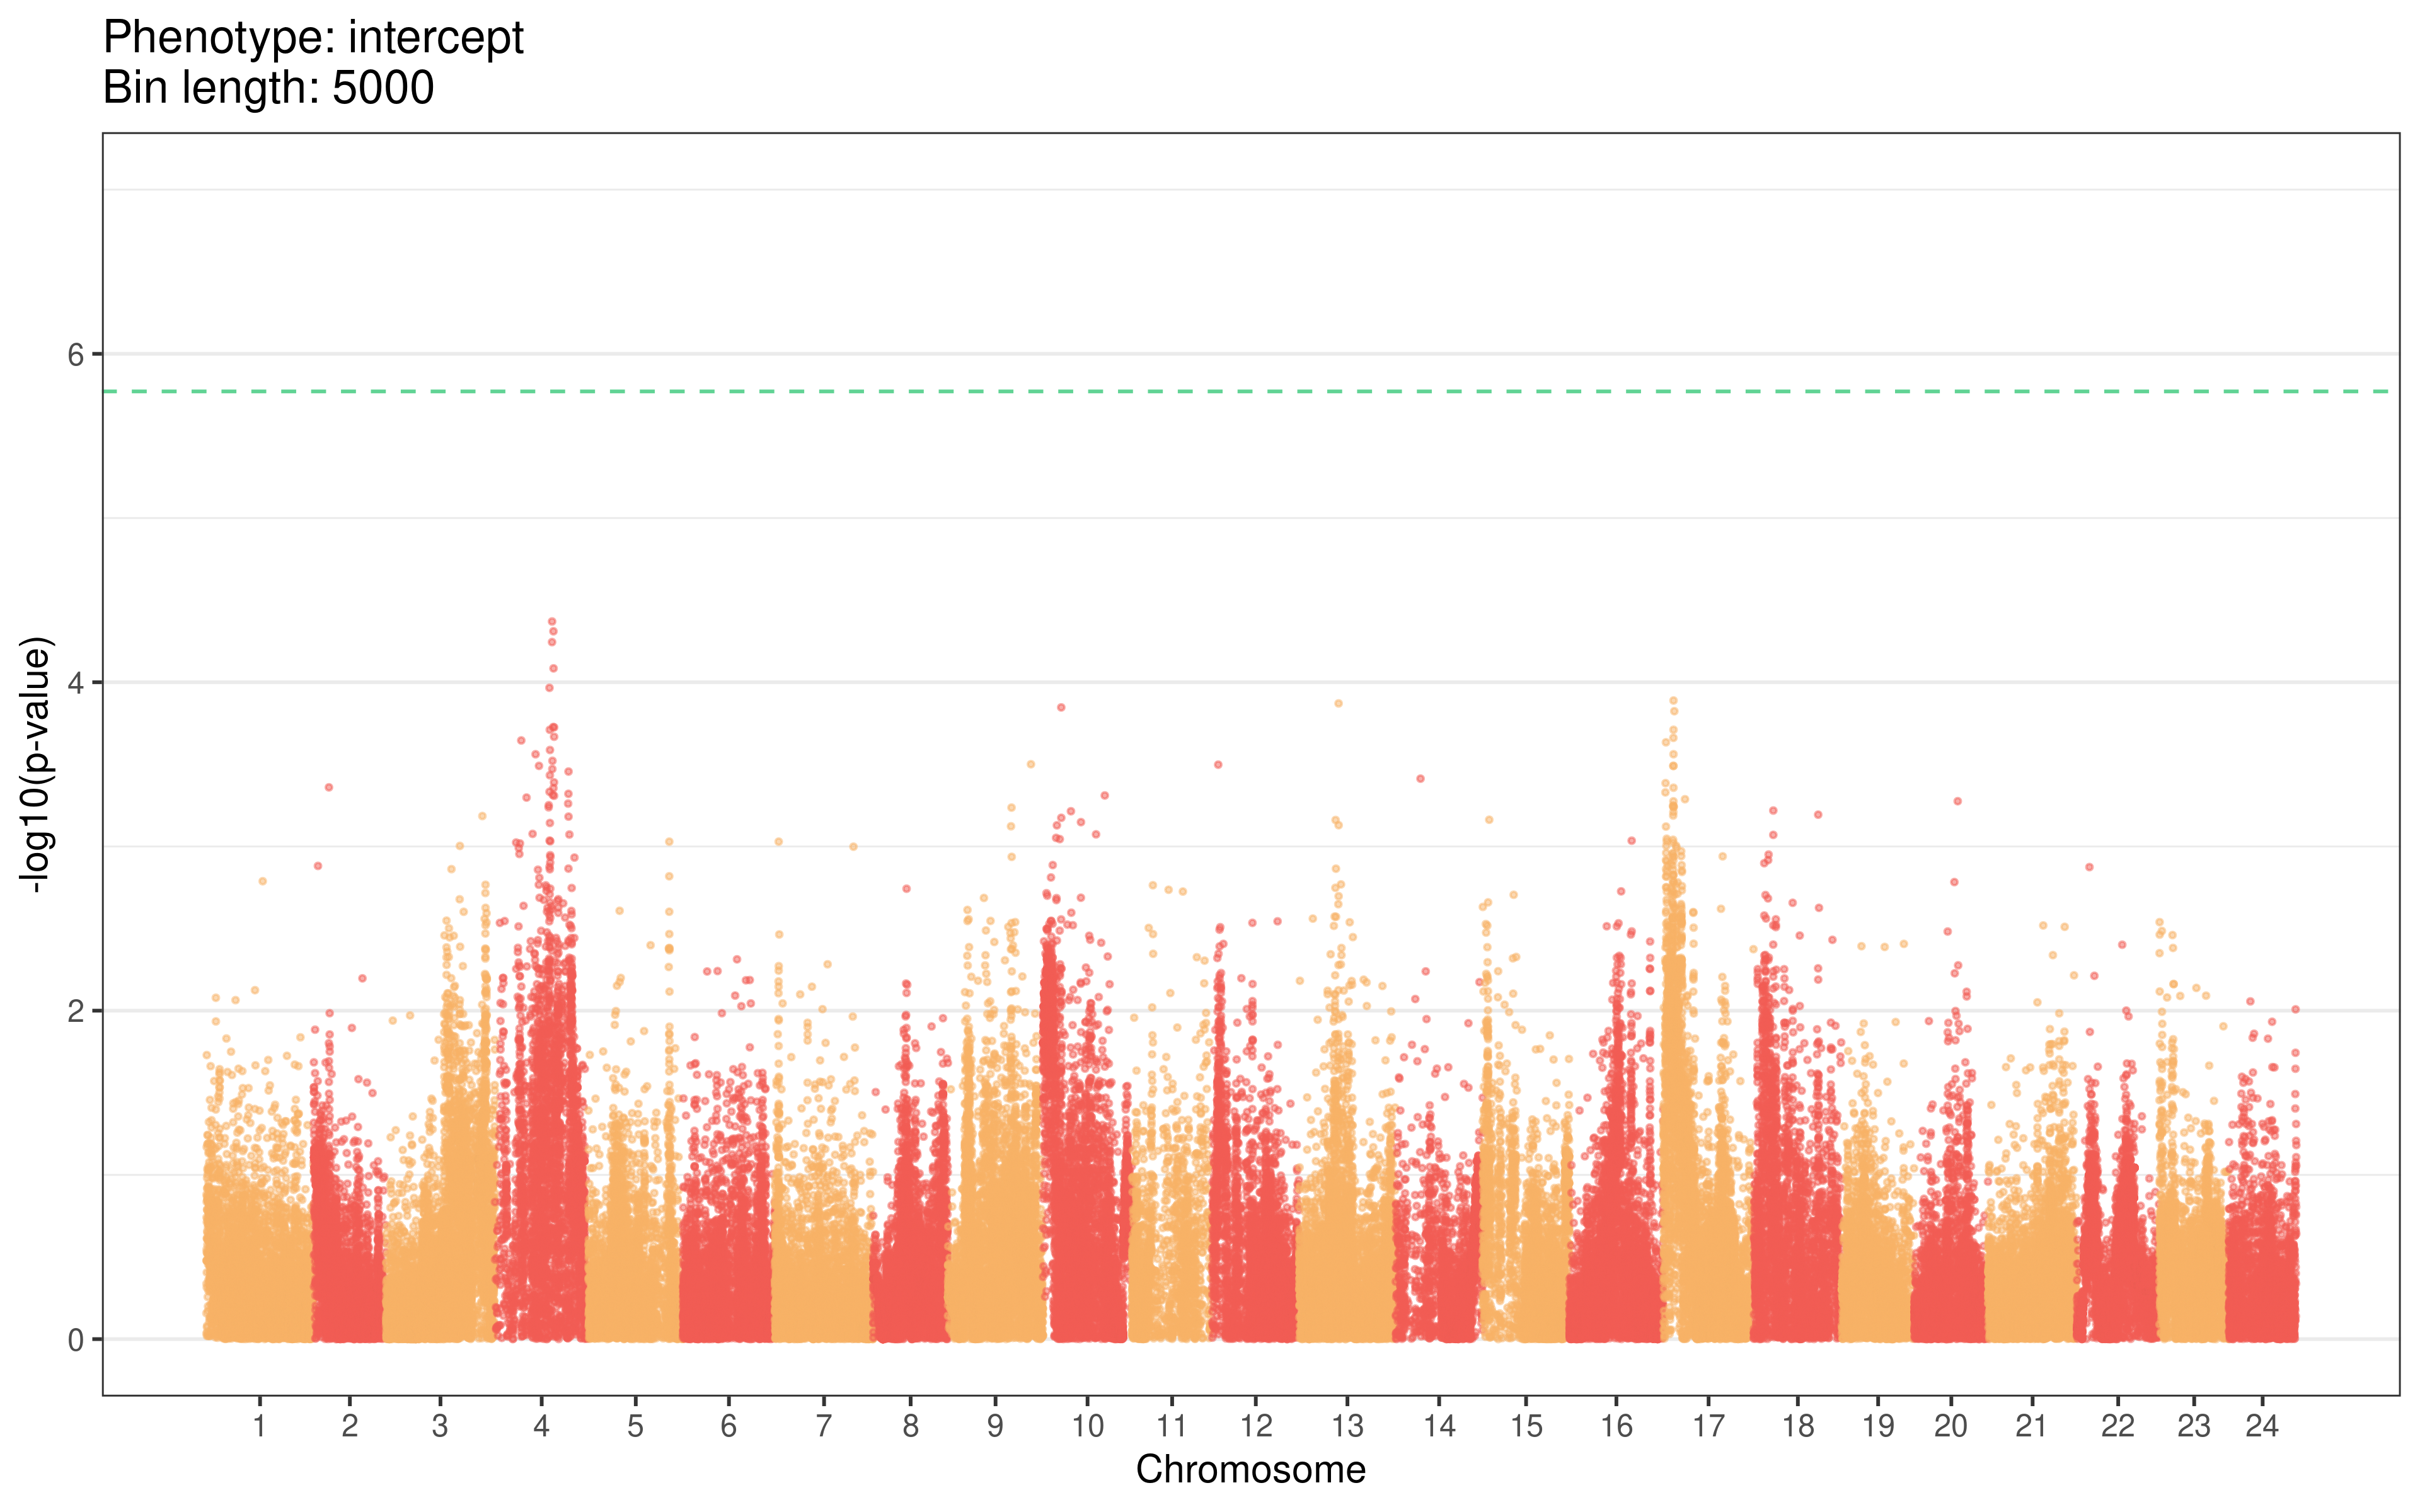 Phenotype: intercept
Bin length: 5000
-log10(p-value)
6
4
2
0
1 2 3 4 5 6 7 8 9 10 11 12 13 14 15 16 17 18 19 20 21 22 23 24
Chromosome